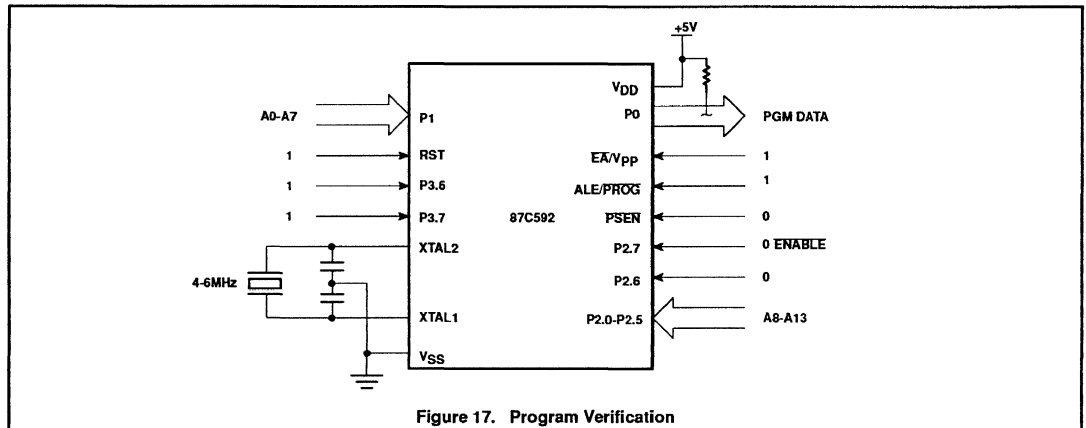 +5V
A0-A7
P1
VDD
P0
PGM DATA
1
RST
EA/VPP
1
1
P3.6
ALE/PROG
1
1
P3.7
87C592
PSEN
0
XTAL2
P2.7
0 ENABLE
4-6MHz
P2.6
0
XTAL1
P2.0-P2.5
A8-A13
VSS
Figure 17. Program Verification